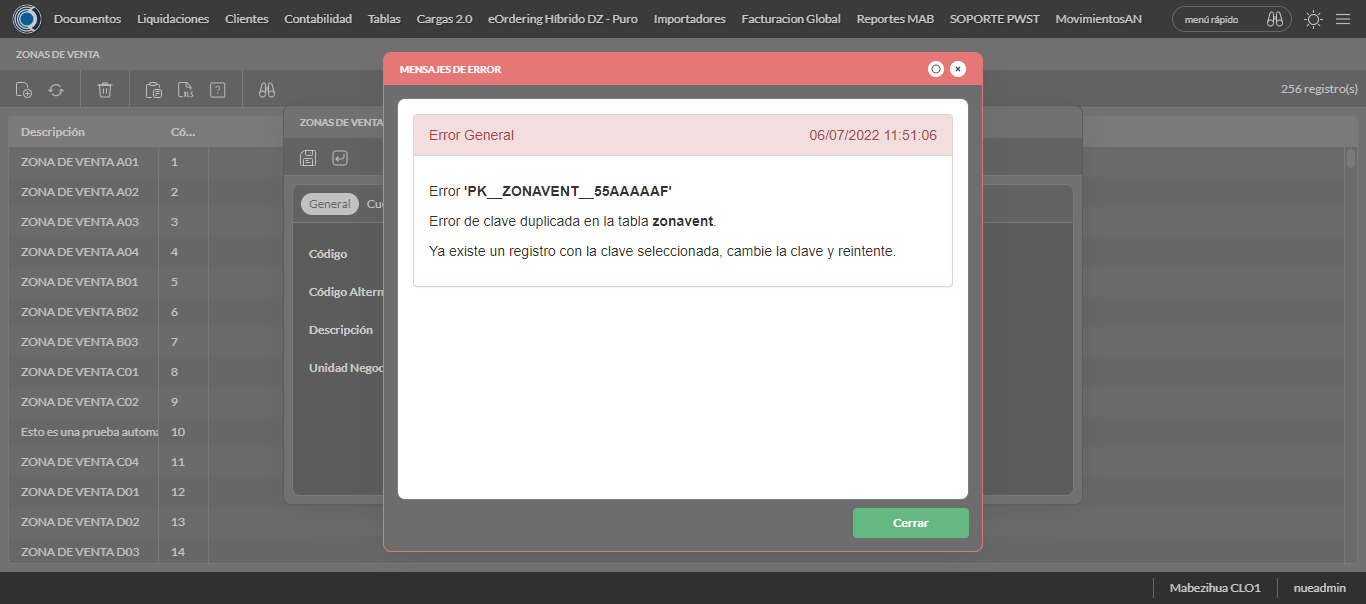 Documentos Liquidaciones Clientes Contabilidad Tablas Cargas 2.0 eOrdering Híbrido DZ - Puro Importadores Facturacion Global Reportes MAB SOPORTE PWST MovimientosAN menú rápido
ZONAS DE VENTA
256 registro(s)
MENSAJES DE ERROR
Error General 06/07/2022 11:51:06
Error 'PK__ZONAVENT__55AAAAAF'
Error de clave duplicada en la tabla zonavent.
Ya existe un registro con la clave seleccionada, cambie la clave y reintente.
Cerrar
ZONAS DE VENTA
General Cu
Código
Código Altern
Descripción
Unidad Negoc
Descripción Có...
ZONA DE VENTA A01 1
ZONA DE VENTA A02 2
ZONA DE VENTA A03 3
ZONA DE VENTA A04 4
ZONA DE VENTA B01 5
ZONA DE VENTA B02 6
ZONA DE VENTA B03 7
ZONA DE VENTA C01 8
ZONA DE VENTA C02 9
Esto es una prueba automa 10
ZONA DE VENTA C04 11
ZONA DE VENTA D01 12
ZONA DE VENTA D02 13
ZONA DE VENTA D03 14
Mabezihua CLO1 nueadmin